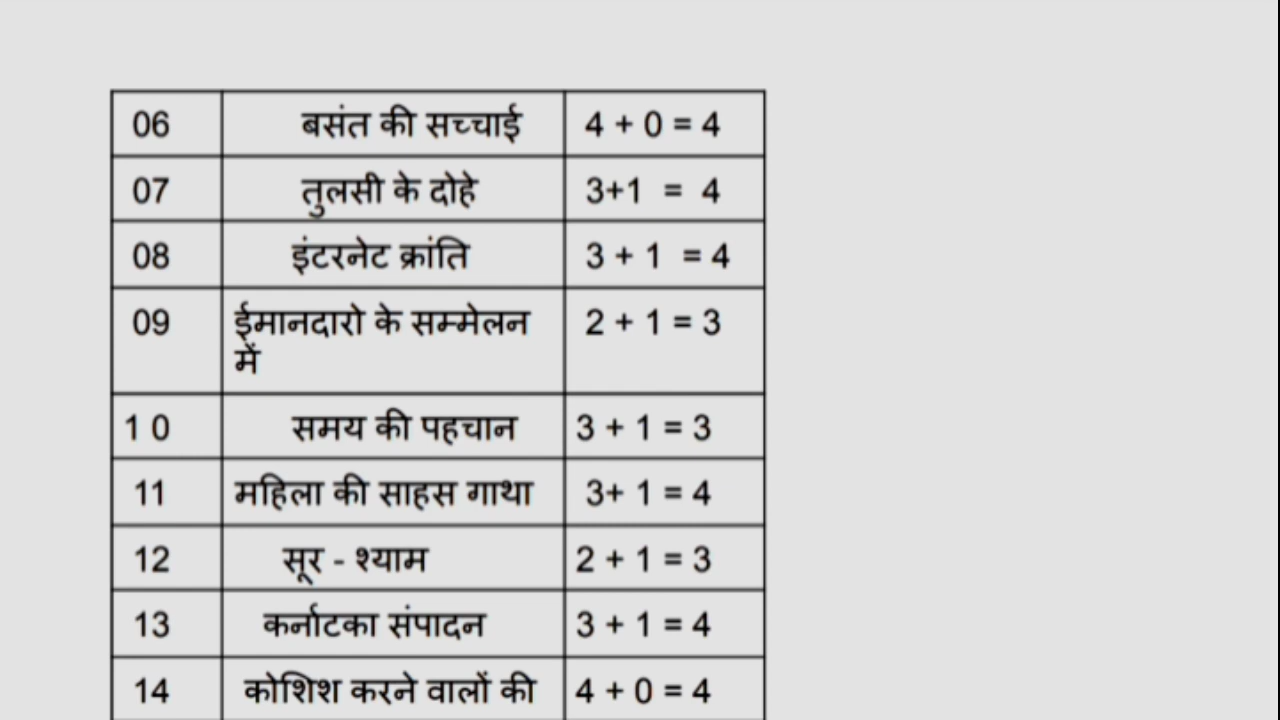 06 बसंत की सच्चाई 4 + 0 = 4
07 तुलसी के दोहे 3+1 = 4
08 इंटरनेट क्रांति 3 + 1 = 4
09 ईमानदारो के सम्मेलन 2 + 1 = 3
में
1 0 समय की पहचान 3 + 1 = 3
11 महिला की साहस गाथा 3+ 1 = 4
12 सूर - श्याम 2 + 1 = 3
13 कर्नाटका संपादन 3 + 1 = 4
14 कोशिश करने वालों की 4 + 0 = 4